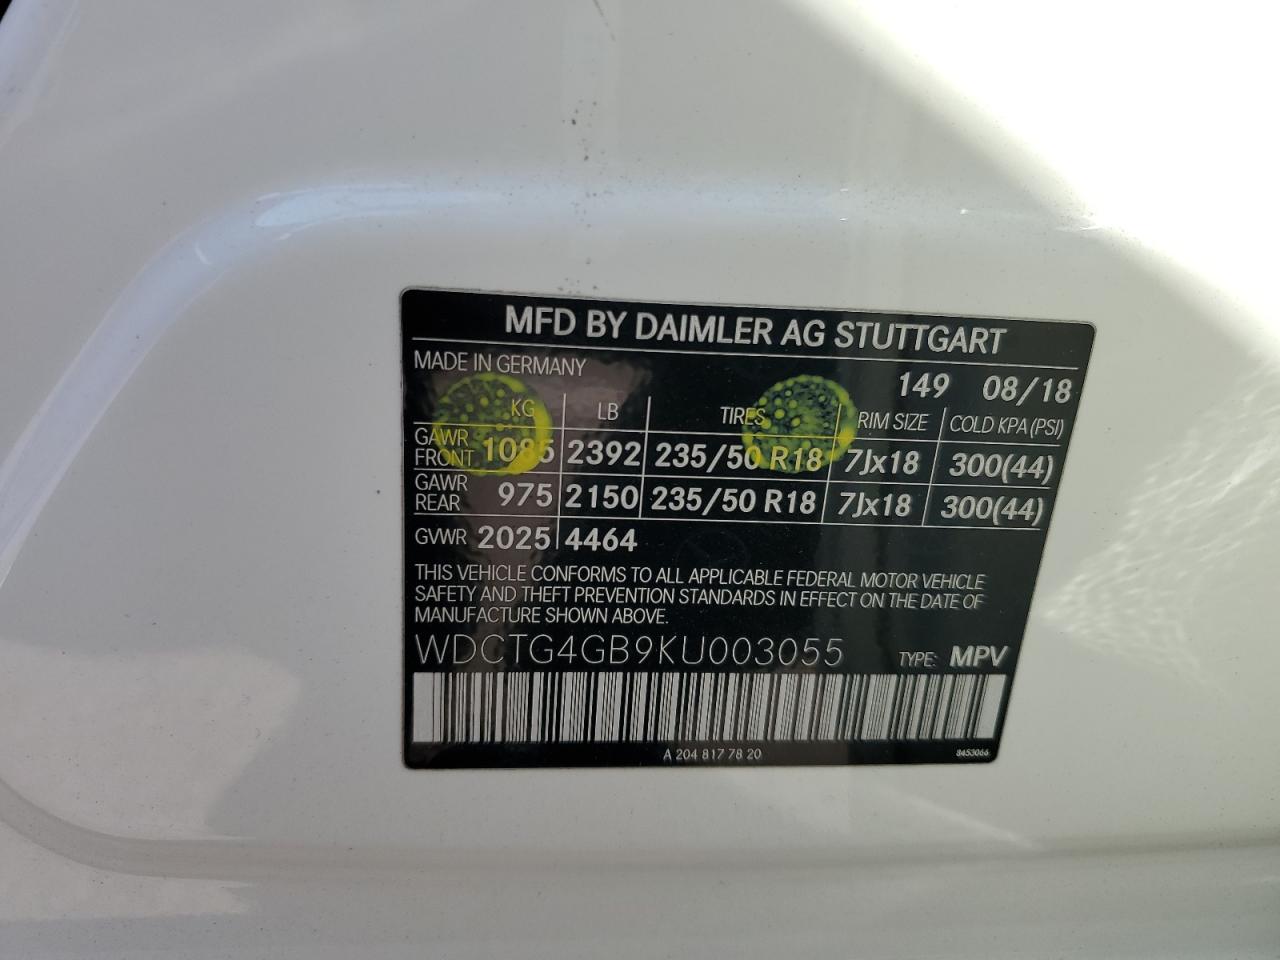 MFD BY DAIMLER AG STUTTGART
MADE IN GERMANY
149 08/18
KG LB TIRES RIM SIZE COLD KPA (PSI)
GAWR FRONT 1085 2392 235/50 R18 7Jx18 300(44)
GAWR REAR 975 2150 235/50 R18 7Jx18 300(44)
GVWR 2025 4464
THIS VEHICLE CONFORMS TO ALL APPLICABLE FEDERAL MOTOR VEHICLE
SAFETY AND THEFT PREVENTION STANDARDS IN EFFECT ON THE DATE OF
MANUFACTURE SHOWN ABOVE.
WDCTG4GB9KU003055 TYPE: MPV
A 204 817 78 20 8453066